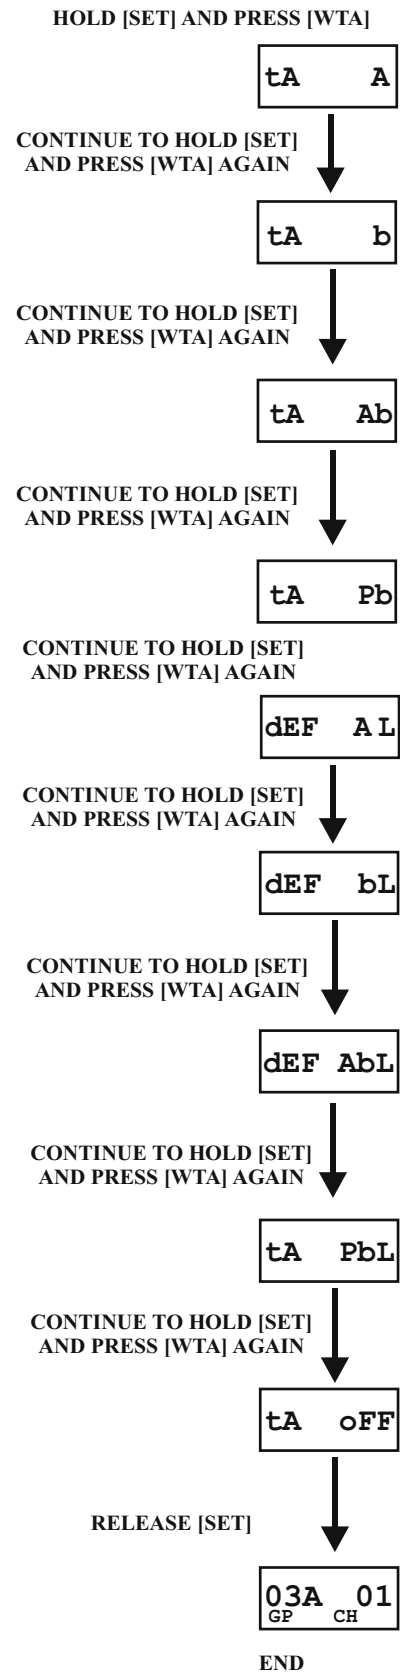 HOLD [SET] AND PRESS [WTA]
tA A
CONTINUE TO HOLD [SET]
AND PRESS [WTA] AGAIN
tA b
CONTINUE TO HOLD [SET]
AND PRESS [WTA] AGAIN
tA Ab
CONTINUE TO HOLD [SET]
AND PRESS [WTA] AGAIN
tA Pb
CONTINUE TO HOLD [SET]
AND PRESS [WTA] AGAIN
dEF A L
CONTINUE TO HOLD [SET]
AND PRESS [WTA] AGAIN
dEF bL
CONTINUE TO HOLD [SET]
AND PRESS [WTA] AGAIN
dEF AbL
CONTINUE TO HOLD [SET]
AND PRESS [WTA] AGAIN
tA PbL
CONTINUE TO HOLD [SET]
AND PRESS [WTA] AGAIN
tA oFF
RELEASE [SET]
03A 01
GP CH
END